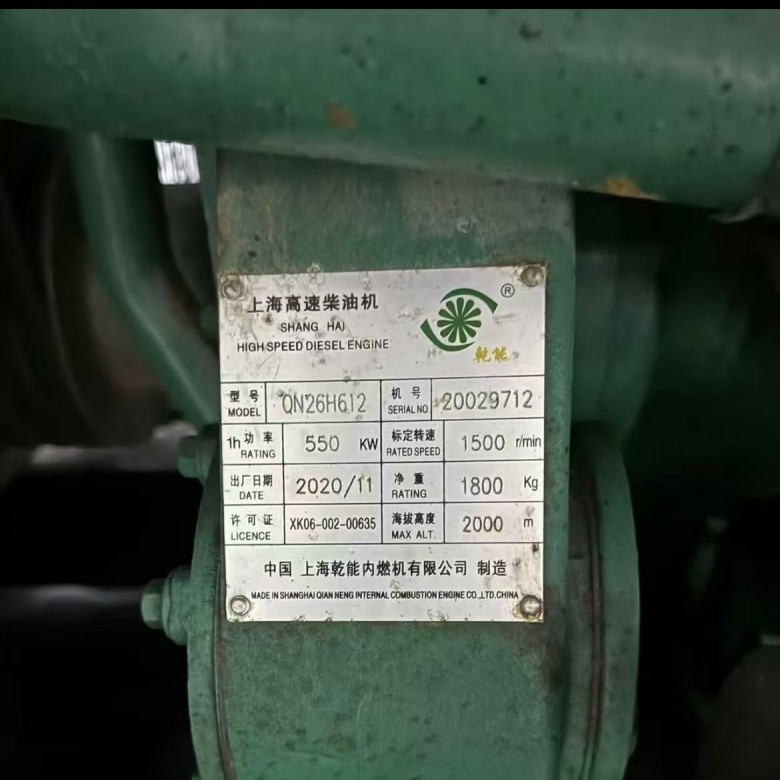 上海高速柴油机 ®
SHANG HAI
HIGH SPEED DIESEL ENGINE
乾能
型号 MODEL QN26H612 机号 SERIAL NO. 20029712
1h功率 RATING 550 KW 标定转速 RATED SPEED 1500 r/min
出厂日期 DATE 2020/11 净重 RATING 1800 Kg
许可证 LICENCE XK06-002-00635 海拔高度 MAX ALT. 2000 m
中国 上海乾能内燃机有限公司 制造
MADE IN SHANGHAI QIAN NENG INTERNAL COMBUSTION ENGINE CO.,LTD.CHINA